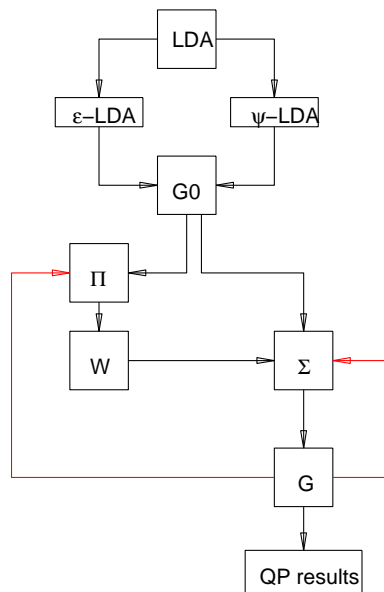 LDA
ε−LDA
ψ−LDA
G0
Π
W
Σ
G
QP results